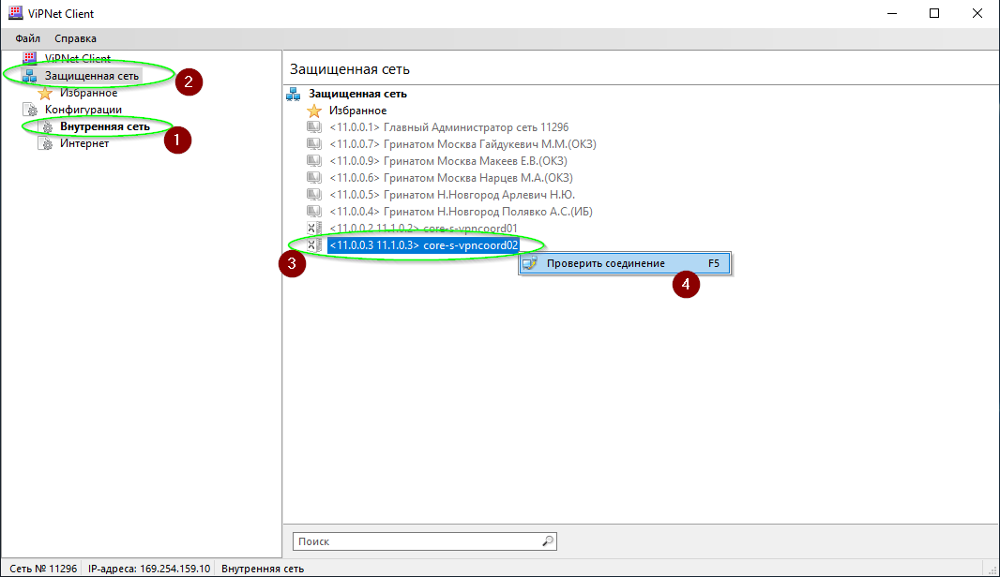 ViPNet Client
Файл Справка
ViPNet Client
Защищенная сеть
2
Избранное
Конфигурации
Внутренняя сеть
1
Интернет
Защищенная сеть
Защищенная сеть
Избранное
<11.0.0.1> Главный Администратор сеть 11296
<11.0.0.7> Гринатом Москва Гайдукевич М.М.(ОКЗ)
<11.0.0.9> Гринатом Москва Макеев Е.В.(ОКЗ)
<11.0.0.6> Гринатом Москва Нарцев М.А.(ОКЗ)
<11.0.0.5> Гринатом Н.Новгород Арлевич Н.Ю.
<11.0.0.4> Гринатом Н.Новгород Полявко А.С.(ИБ)
<11.0.0.2 11.1.0.2> core-s-vpncoord01
<11.0.0.3 11.1.0.3> core-s-vpncoord02
3
Проверить соединение F5
4
Поиск
Сеть № 11296 IP-адреса: 169.254.159.10 Внутренняя сеть